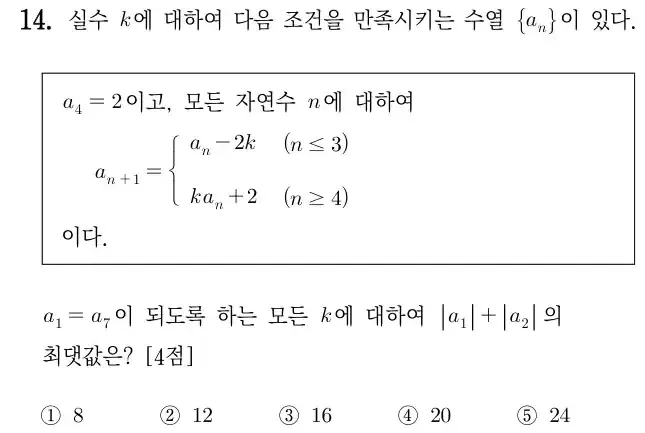 14. 실수 k에 대하여 다음 조건을 만족시키는 수열 {aₙ}이 있다.
a₄ = 2이고, 모든 자연수 n에 대하여
aₙ₊₁ = { aₙ − 2k (n ≤ 3)
kaₙ + 2 (n ≥ 4)
이다.
a₁ = a₇이 되도록 하는 모든 k에 대하여 |a₁| + |a₂|의
최댓값은? [4점]
① 8 ② 12 ③ 16 ④ 20 ⑤ 24